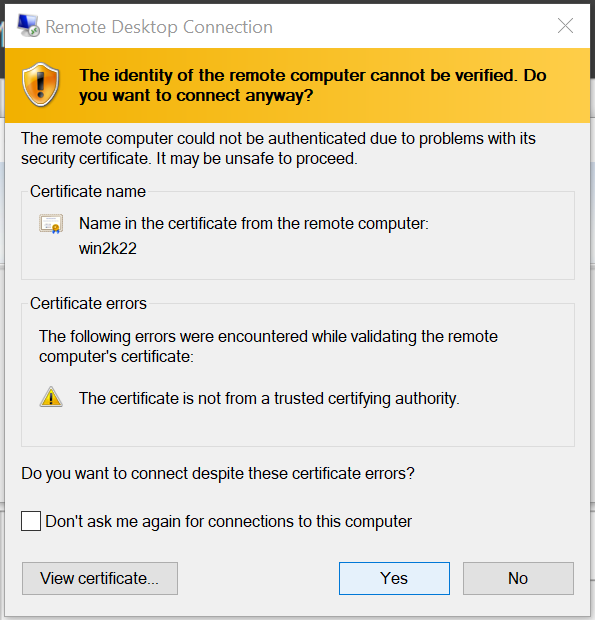 Remote Desktop Connection
The identity of the remote computer cannot be verified. Do
you want to connect anyway?
The remote computer could not be authenticated due to problems with its
security certificate. It may be unsafe to proceed.
Certificate name
Name in the certificate from the remote computer:
win2k22
Certificate errors
The following errors were encountered while validating the remote
computer's certificate:
The certificate is not from a trusted certifying authority.
Do you want to connect despite these certificate errors?
Don't ask me again for connections to this computer
View certificate...
Yes
No